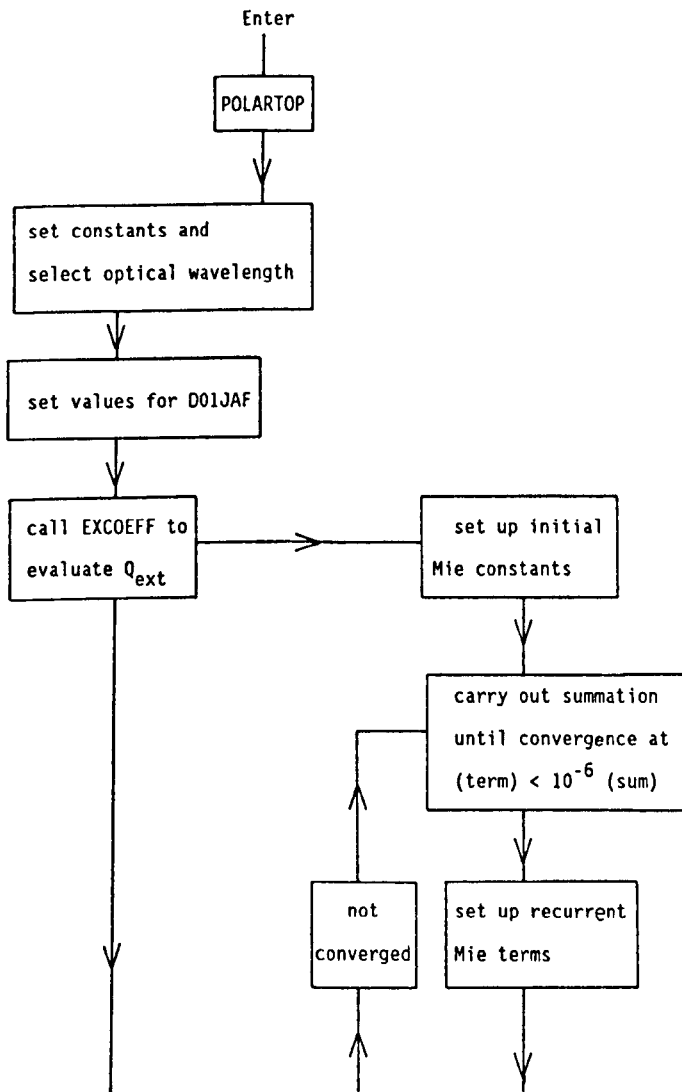 Enter
POLARTOP
set constants and
select optical wavelength
set values for D01JAF
call EXCOEFF to
evaluate Qext
set up initial
Mie constants
carry out summation
until convergence at
(term) < 10-6 (sum)
not
converged
set up recurrent
Mie terms